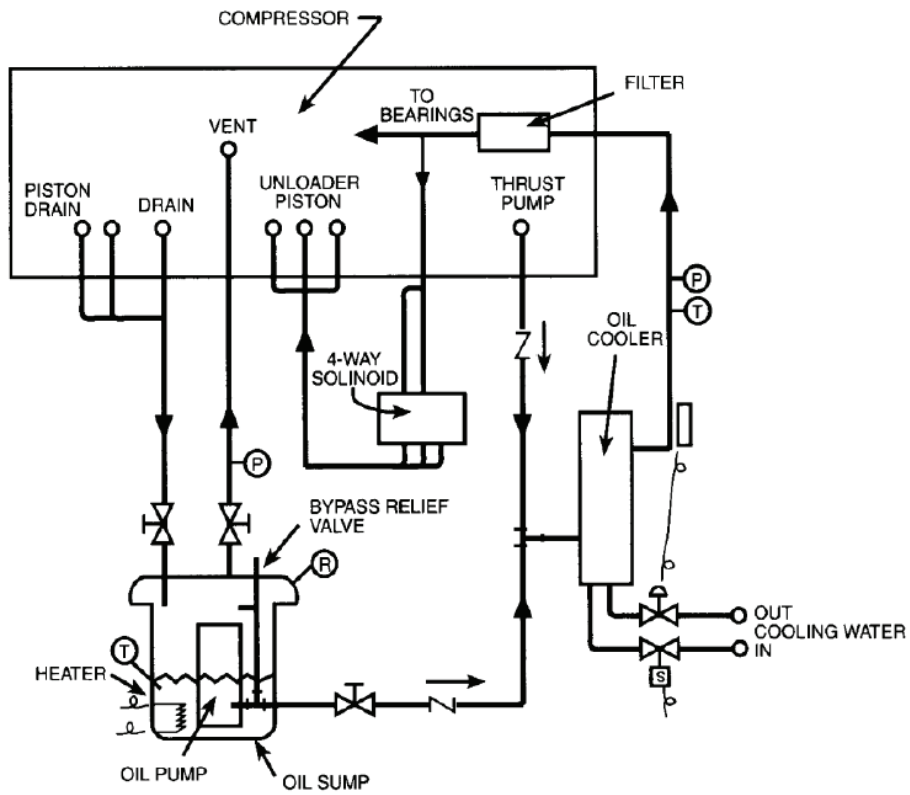 COMPRESSOR
TO
BEARINGS
FILTER
VENT
PISTON
DRAIN
DRAIN
UNLOADER
PISTON
THRUST
PUMP
P
T
OIL
COOLER
4-WAY
SOLINOID
P
BYPASS RELIEF
VALVE
R
OUT
COOLING WATER
IN
S
T
HEATER
OIL PUMP
OIL SUMP